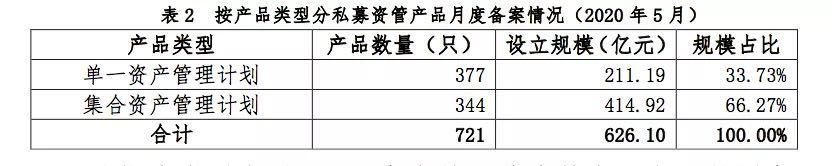 表2 按产品类型分私募资管产品月度备案情况（2020年5月）
产品类型 产品数量（只） 设立规模（亿元） 规模占比
单一资产管理计划 377 211.19 33.73%
集合资产管理计划 344 414.92 66.27%
合计 721 626.10 100.00%